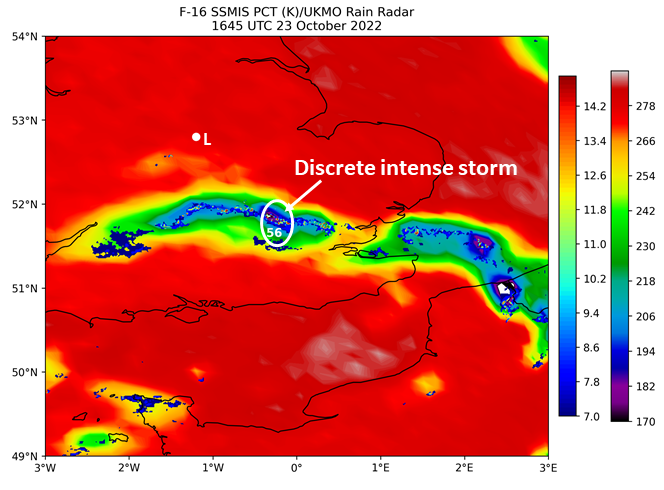 F-16 SSMIS PCT (K)/UKMO Rain Radar
1645 UTC 23 October 2022
54°N
53°N
52°N
51°N
50°N
49°N
L
Discrete intense storm
56
3°W
2°W
1°W
0°
1°E
2°E
3°E
14.2
13.4
12.6
11.8
11.0
10.2
9.4
8.6
7.8
7.0
278
266
254
242
230
218
206
194
182
170